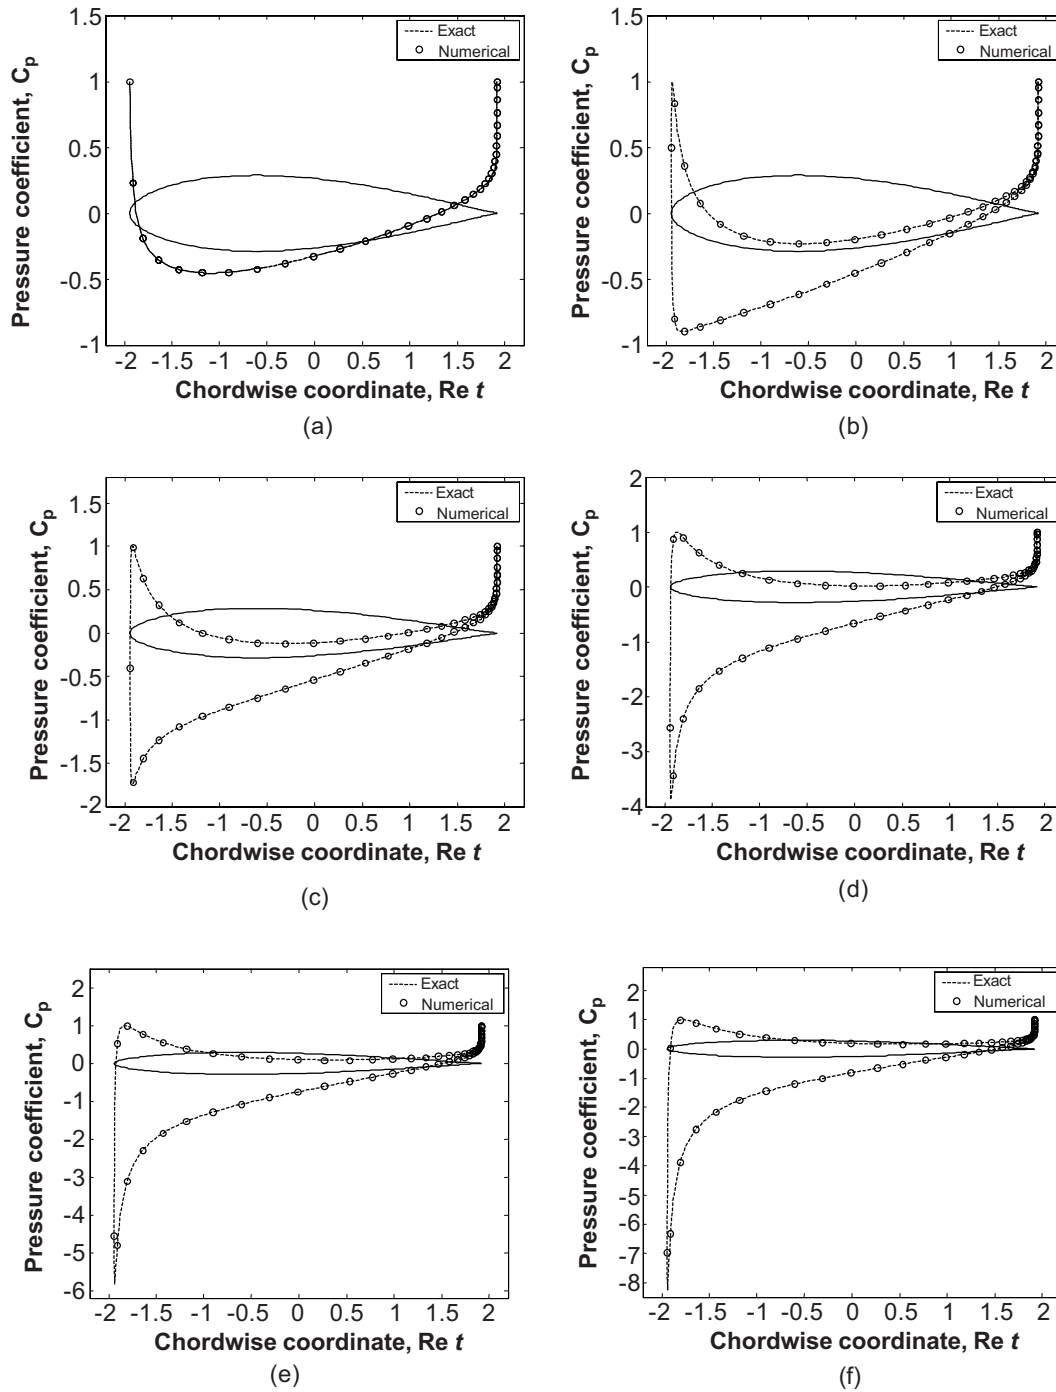 1.5
1
0.5
0
-0.5
-1
Pressure coefficient, Cp
Exact
Numerical
-2 -1.5 -1 -0.5 0 0.5 1 1.5 2
Chordwise coordinate, Re t
(a)
1.5
1
0.5
0
-0.5
-1
Pressure coefficient, Cp
Exact
Numerical
-2 -1.5 -1 -0.5 0 0.5 1 1.5 2
Chordwise coordinate, Re t
(b)
1.5
1
0.5
0
-0.5
-1
-1.5
-2
Pressure coefficient, Cp
Exact
Numerical
-2 -1.5 -1 -0.5 0 0.5 1 1.5 2
Chordwise coordinate, Re t
(c)
2
1
0
-1
-2
-3
-4
Pressure coefficient, Cp
Exact
Numerical
-2 -1.5 -1 -0.5 0 0.5 1 1.5 2
Chordwise coordinate, Re t
(d)
2
1
0
-1
-2
-3
-4
-5
-6
Pressure coefficient, Cp
Exact
Numerical
-2 -1.5 -1 -0.5 0 0.5 1 1.5 2
Chordwise coordinate, Re t
(e)
2
1
0
-1
-2
-3
-4
-5
-6
-7
-8
Pressure coefficient, Cp
Exact
Numerical
-2 -1.5 -1 -0.5 0 0.5 1 1.5 2
Chordwise coordinate, Re t
(f)